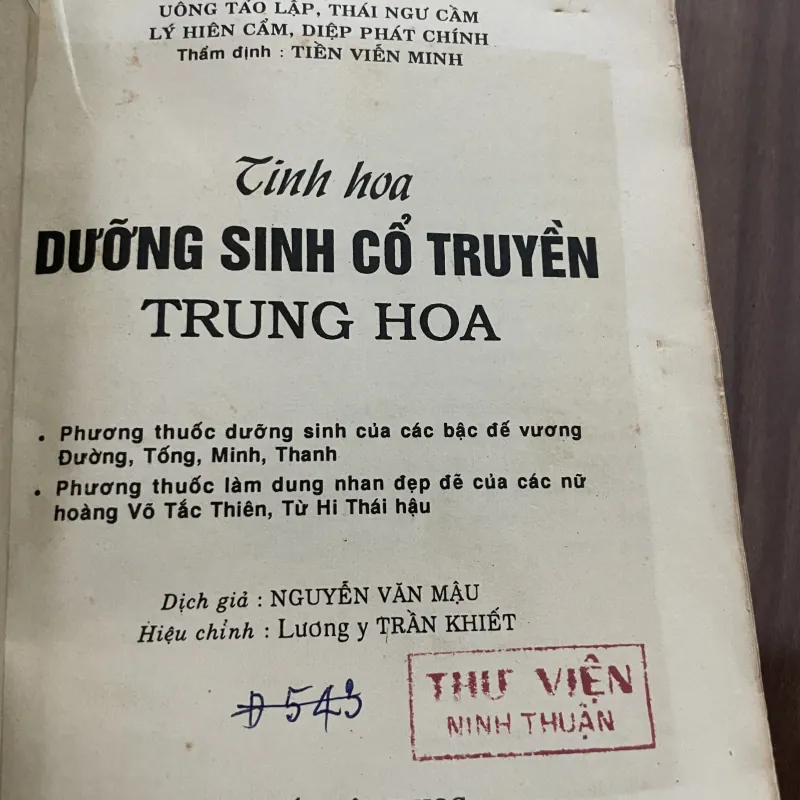 UÔNG TÁO LẬP, THÁI NGƯ CẦM
LÝ HIÊN CẨM, DIỆP PHÁT CHÍNH
Thẩm định : TIỀN VIỄN MINH
Tinh hoa
DƯỠNG SINH CỔ TRUYỀN
TRUNG HOA
• Phương thuốc dưỡng sinh của các bậc đế vương
Đường, Tống, Minh, Thanh
• Phương thuốc làm dung nhan đẹp đẽ của các nữ
hoàng Võ Tắc Thiên, Từ Hi Thái hậu
Dịch giả : NGUYỄN VĂN MẬU
Hiệu chỉnh : Lương y TRẦN KHIẾT
Đ 543
THƯ VIỆN
NINH THUẬN